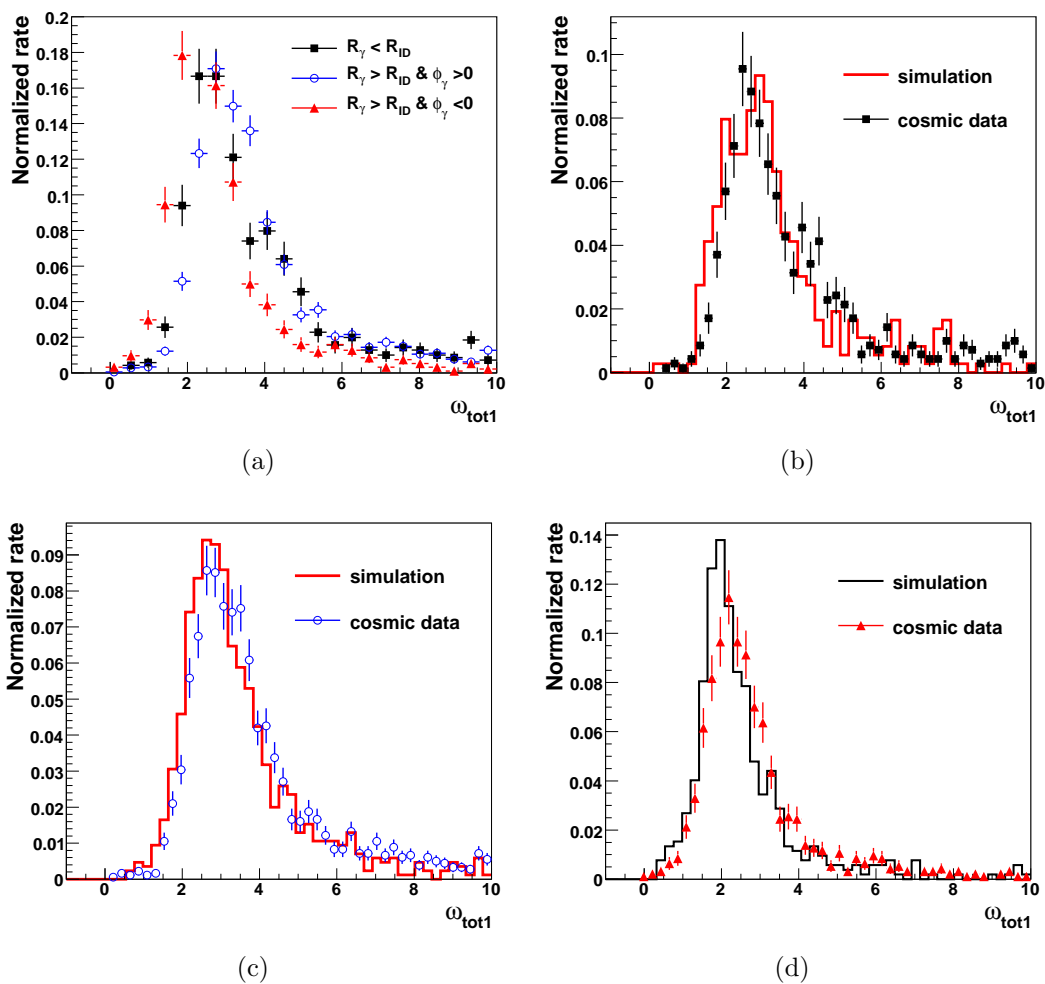 Normalized rate
0.2
0.18
0.16
0.14
0.12
0.1
0.08
0.06
0.04
0.02
0
R_γ < R_ID
R_γ > R_ID & ϕ_γ >0
R_γ > R_ID & ϕ_γ <0
0 2 4 6 8 10
ω_tot1
(a)
Normalized rate
0.1
0.08
0.06
0.04
0.02
0
simulation
cosmic data
0 2 4 6 8 10
ω_tot1
(b)
Normalized rate
0.09
0.08
0.07
0.06
0.05
0.04
0.03
0.02
0.01
0
simulation
cosmic data
0 2 4 6 8 10
ω_tot1
(c)
Normalized rate
0.14
0.12
0.1
0.08
0.06
0.04
0.02
0
simulation
cosmic data
0 2 4 6 8 10
ω_tot1
(d)